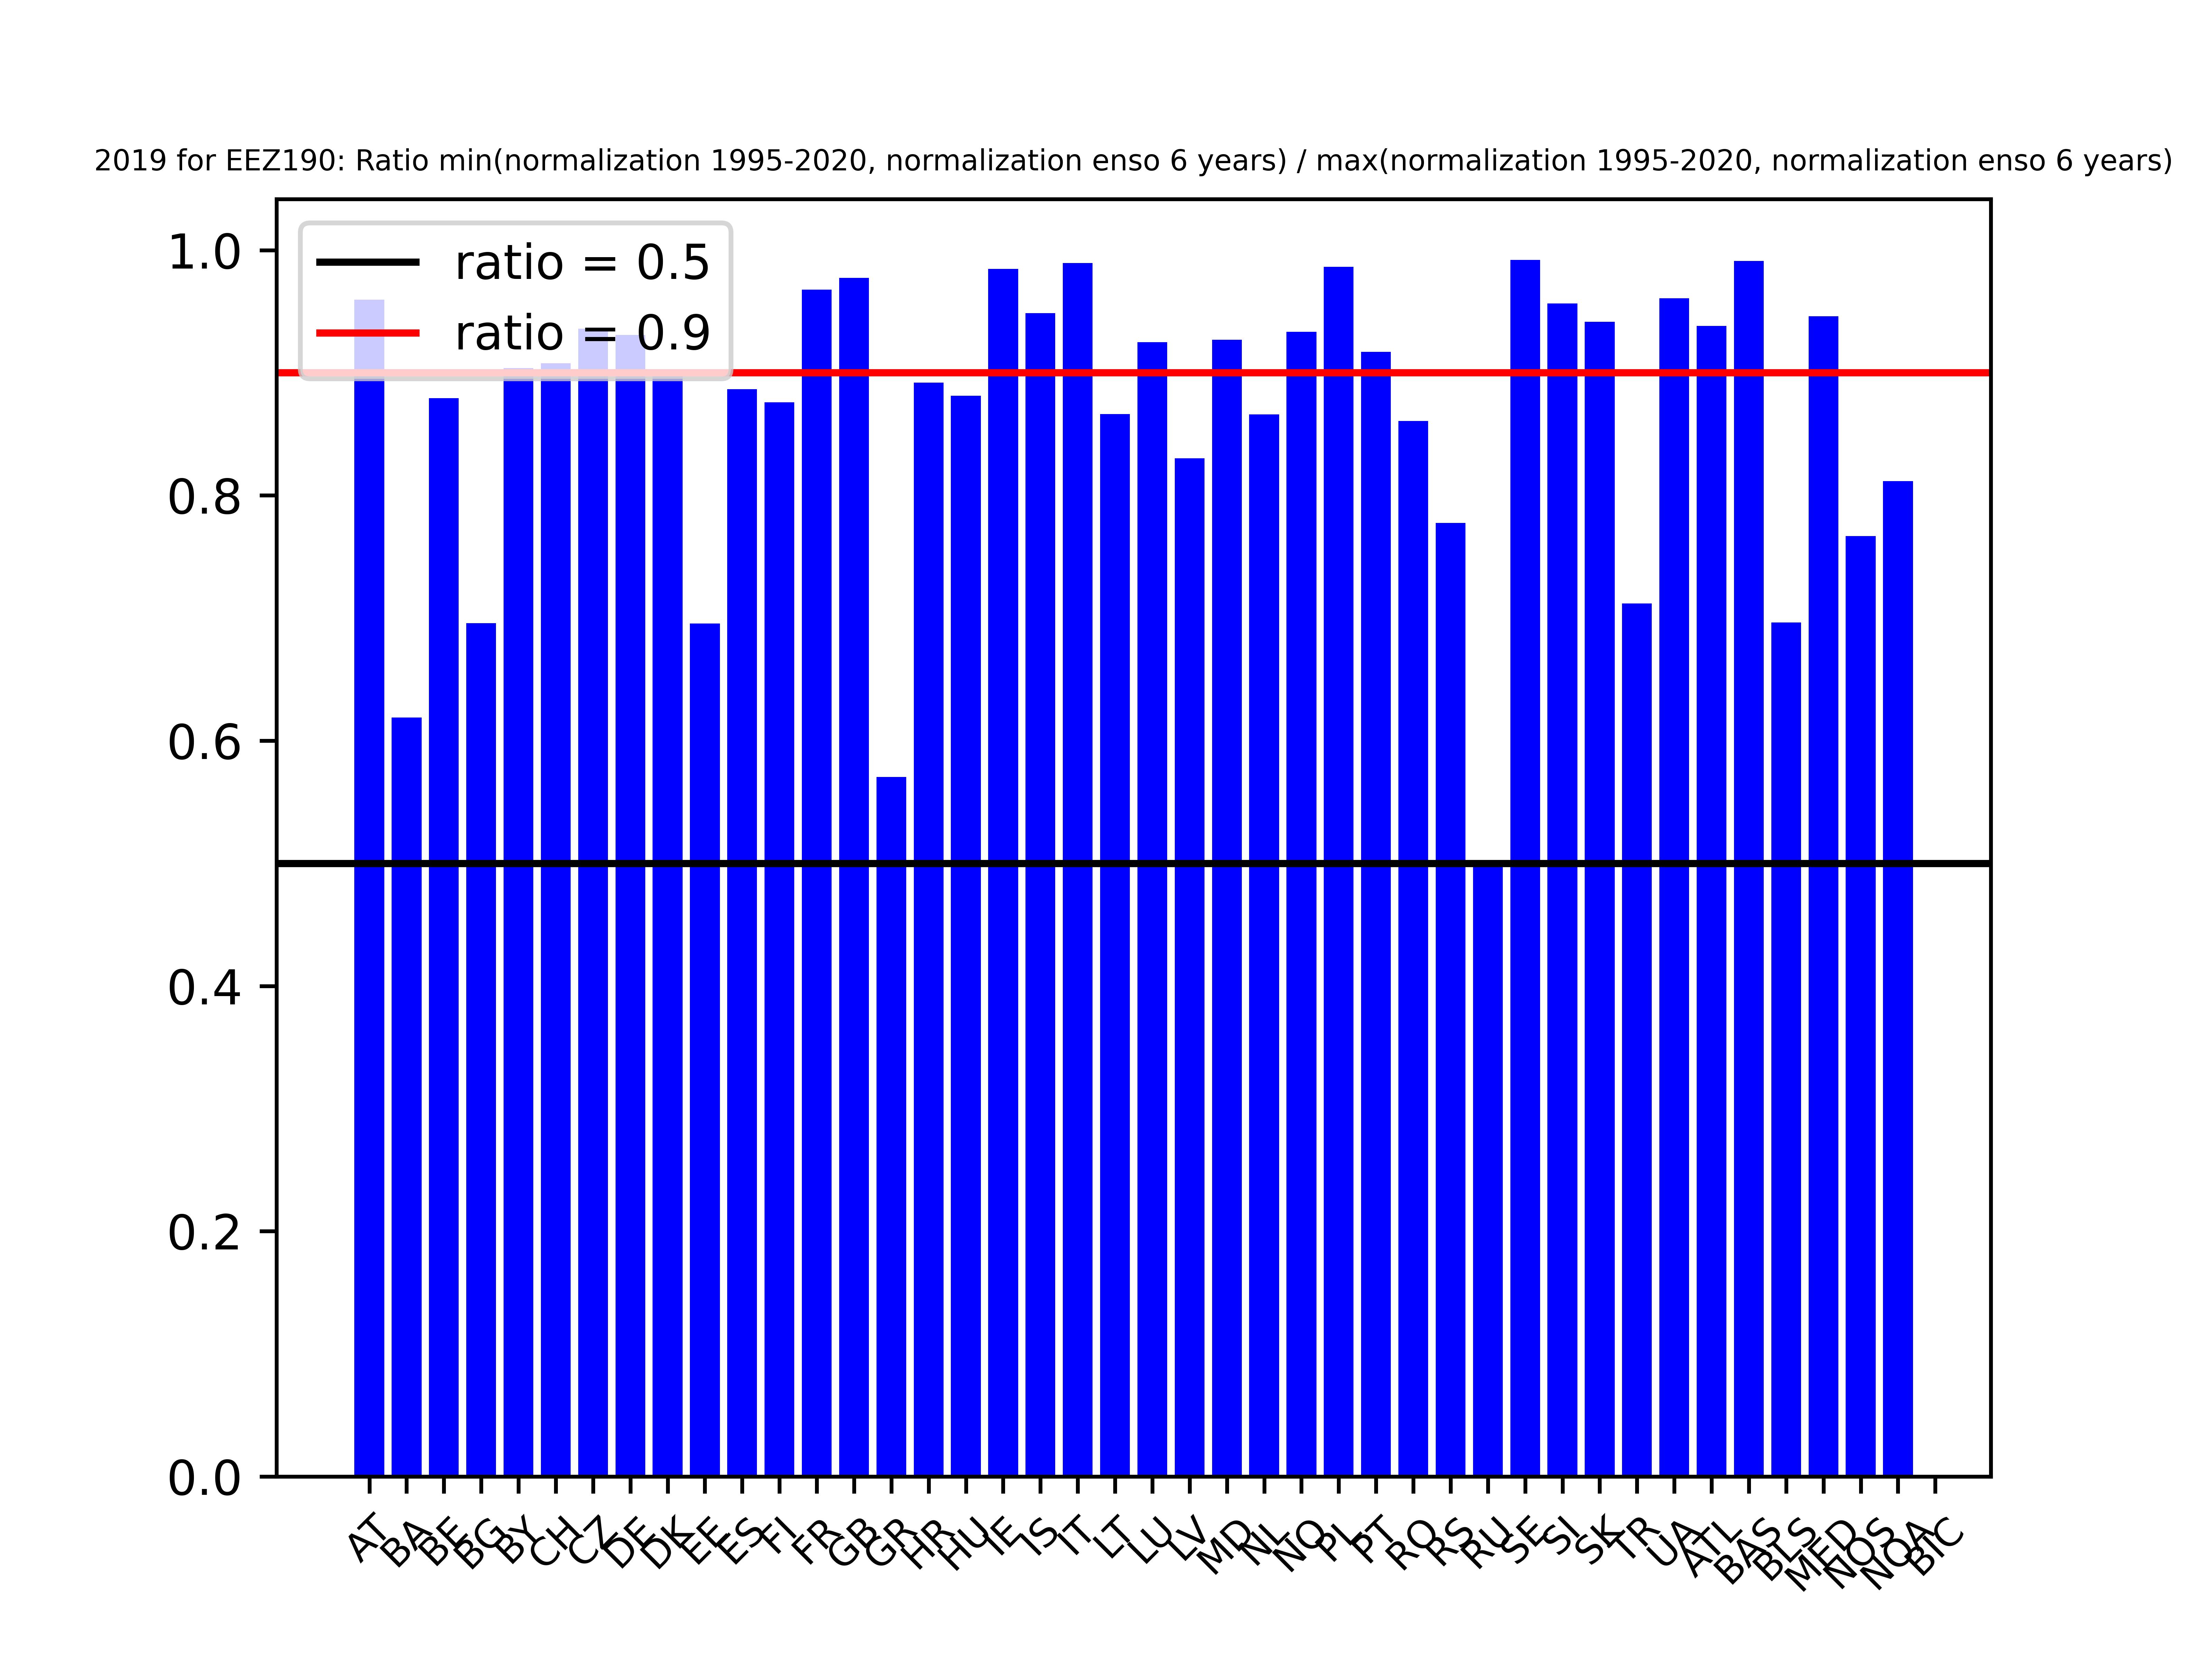 2019 for EEZ190: Ratio min(normalization 1995-2020, normalization enso 6 years) / max(normalization 1995-2020, normalization enso 6 years)
ratio = 0.5
ratio = 0.9
1.0
0.8
0.6
0.4
0.2
0.0
AT BA BE BG BY CH CZ DE DK EE ES FI FR GB GR HR HU IE IS IT LT LU LV MD NL NO PL PT RO RS RU SE SI SK TR UA ATL BAS BLS MED NOS NOA BIC